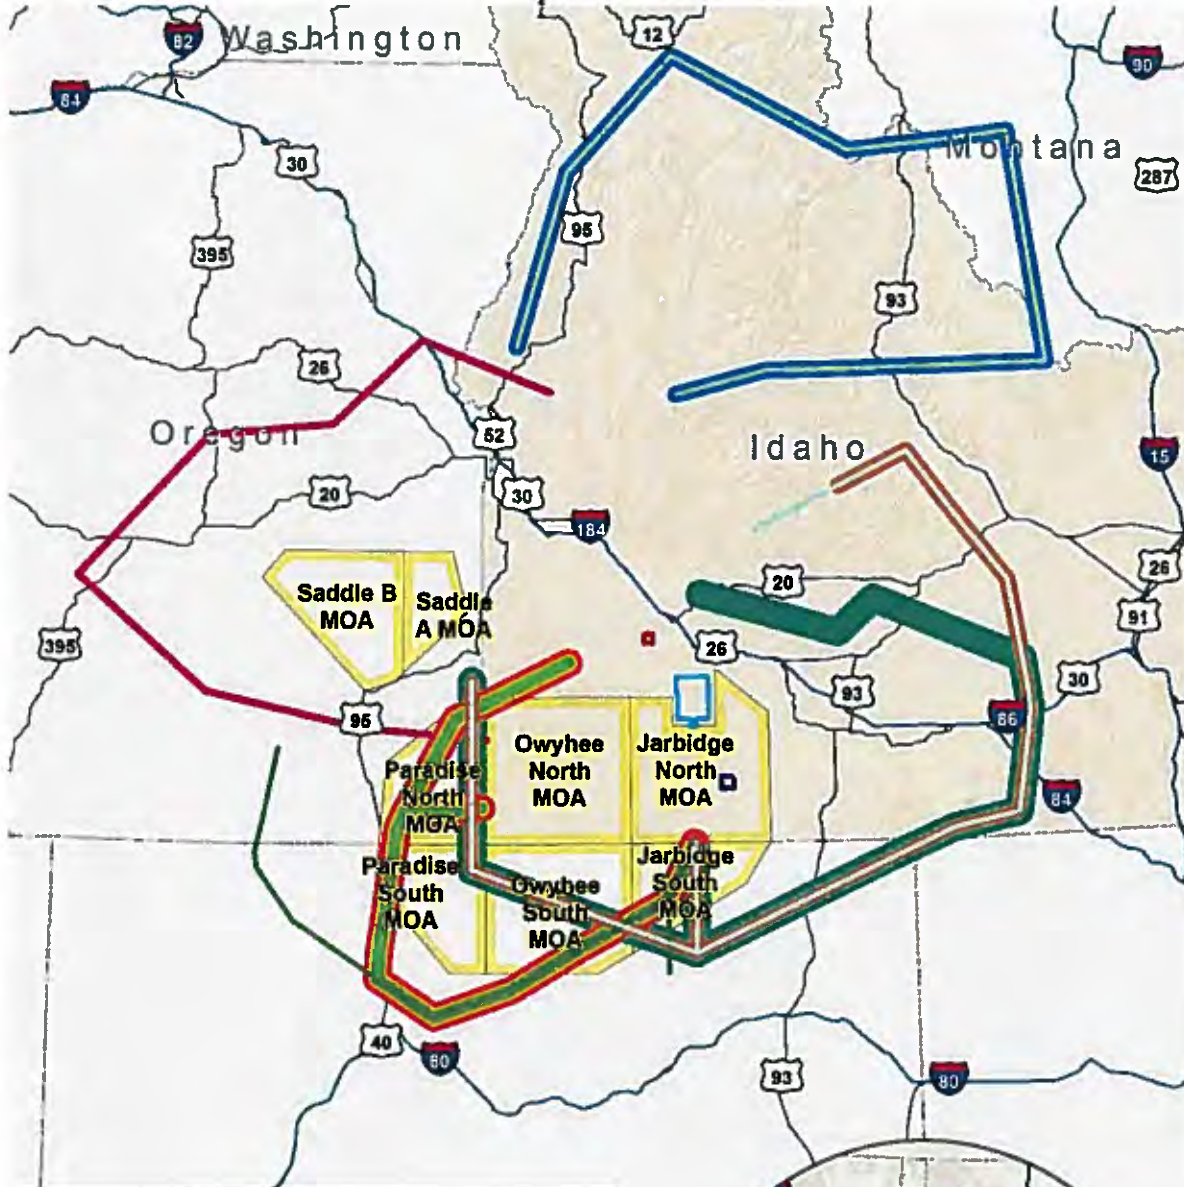 12
82
Washington
90
84
Montana
30
287
95
395
93
26
Oregon
52
Idaho
15
20
30
184
26
20
Saddle B
MOA
Saddle
A MOA
91
395
26
30
93
95
86
Owyhee
North
MOA
Jarbidge
North
MOA
Paradise
North
MOA
84
Paradise
South
MOA
Jarbidge
South
MOA
Owyhee
South
MOA
40
80
93
80